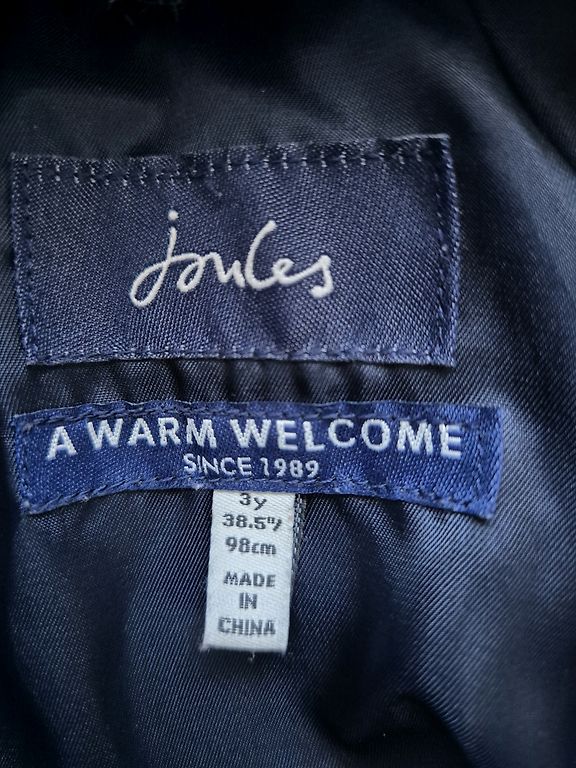 joules
A WARM WELCOME
SINCE 1989
3y
38.5"/
98cm
MADE
IN
CHINA